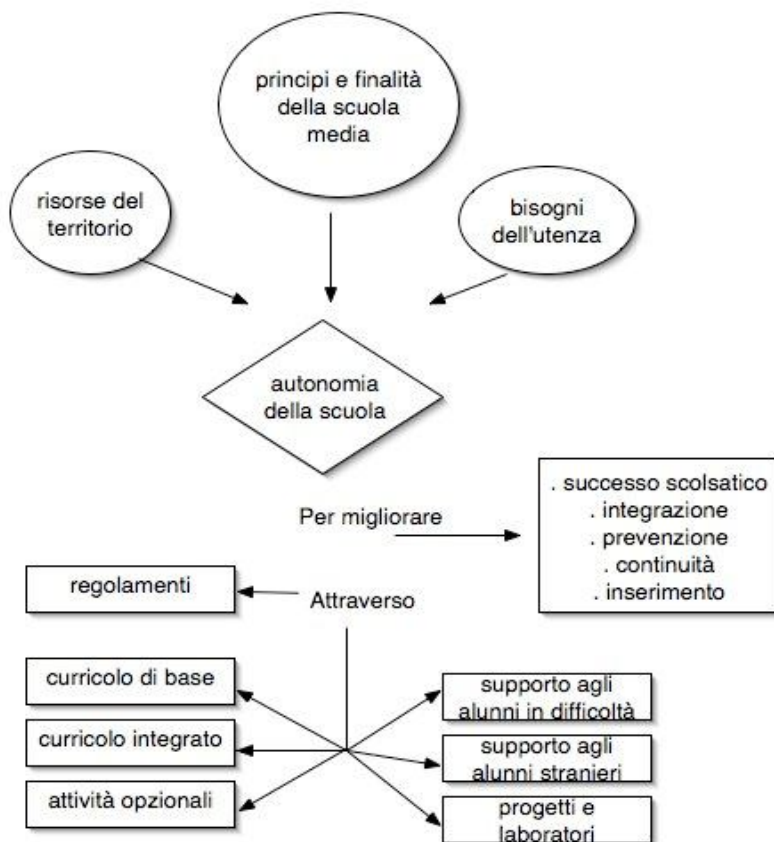 principi e finalità
della scuola
media
risorse del
territorio
bisogni
dell'utenza
autonomia
della scuola
Per migliorare
. successo scolsatico
. integrazione
. prevenzione
. continuità
. inserimento
regolamenti
Attraverso
curricolo di base
curricolo integrato
attività opzionali
supporto agli
alunni in difficoltà
supporto agli
alunni stranieri
progetti e
laboratori